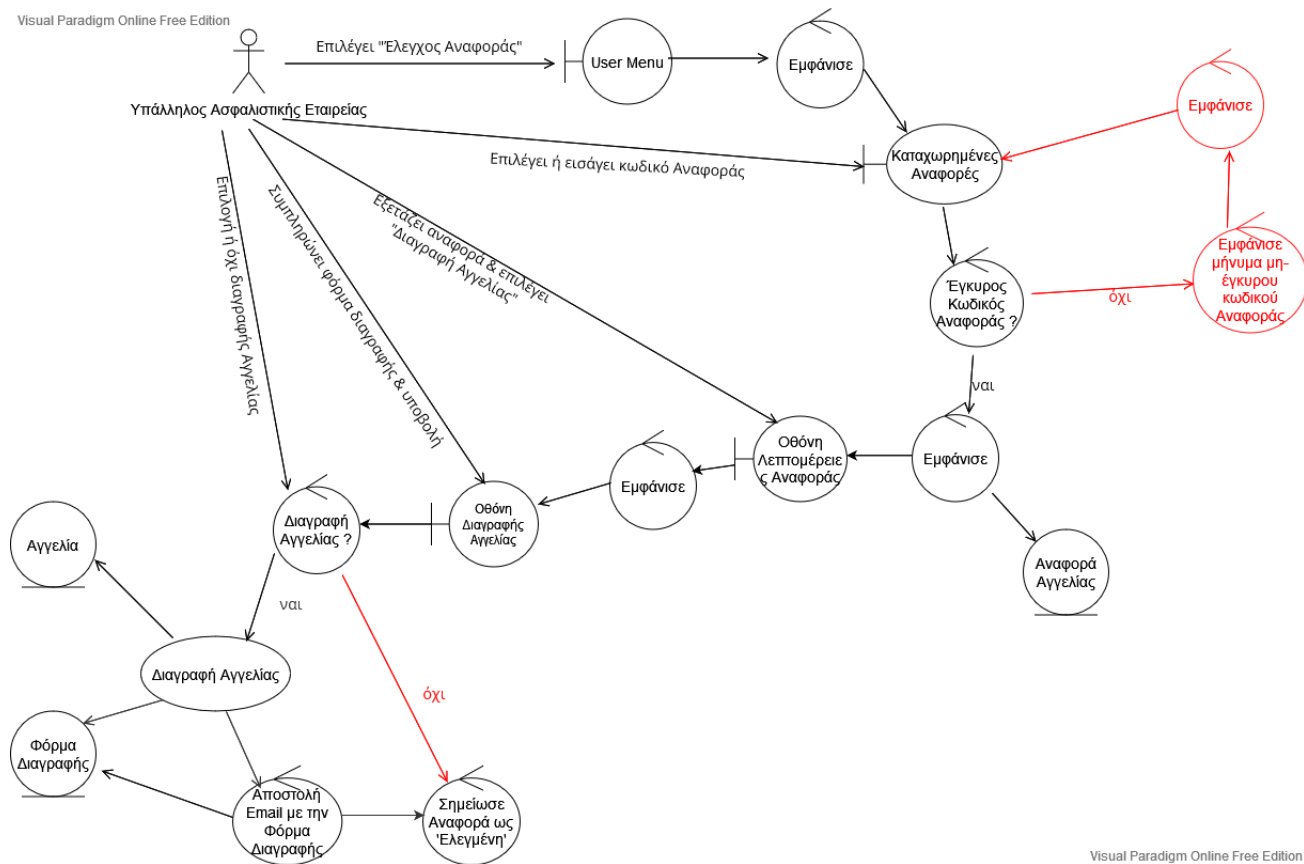 Visual Paradigm Online Free Edition
Επιλέγει "Έλεγχος Αναφοράς"
User Menu
Εμφάνισε
Εμφάνισε
Υπάλληλος Ασφαλιστικής Εταιρείας
Επιλέγει ή εισάγει κωδικό Αναφοράς
Καταχωρημένες
Αναφορές
Επιλογή ή όχι διαγραφής Αγγελίας
Συμπληρώνει φόρμα διαγραφής & υποβολή
Εξετάζει αναφορά & επιλέγει
"Διαγραφή Αγγελίας"
Έγκυρος
Κωδικός
Αναφοράς ?
όχι
Εμφάνισε
μήνυμα μη-
έγκυρου
κωδικού
Αναφοράς
ναι
Οθόνη
Λεπτομέρειε
ς Αναφοράς
Εμφάνισε
Εμφάνισε
Οθόνη
Διαγραφής
Αγγελίας
Διαγραφή
Αγγελίας ?
Αγγελία
Αναφορά
Αγγελίας
ναι
Διαγραφή Αγγελίας
όχι
Φόρμα
Διαγραφής
Αποστολή
Email με την
Φόρμα
Διαγραφής
Σημείωσε
Αναφορά ως
'Ελεγμένη'
Visual Paradigm Online Free Edition